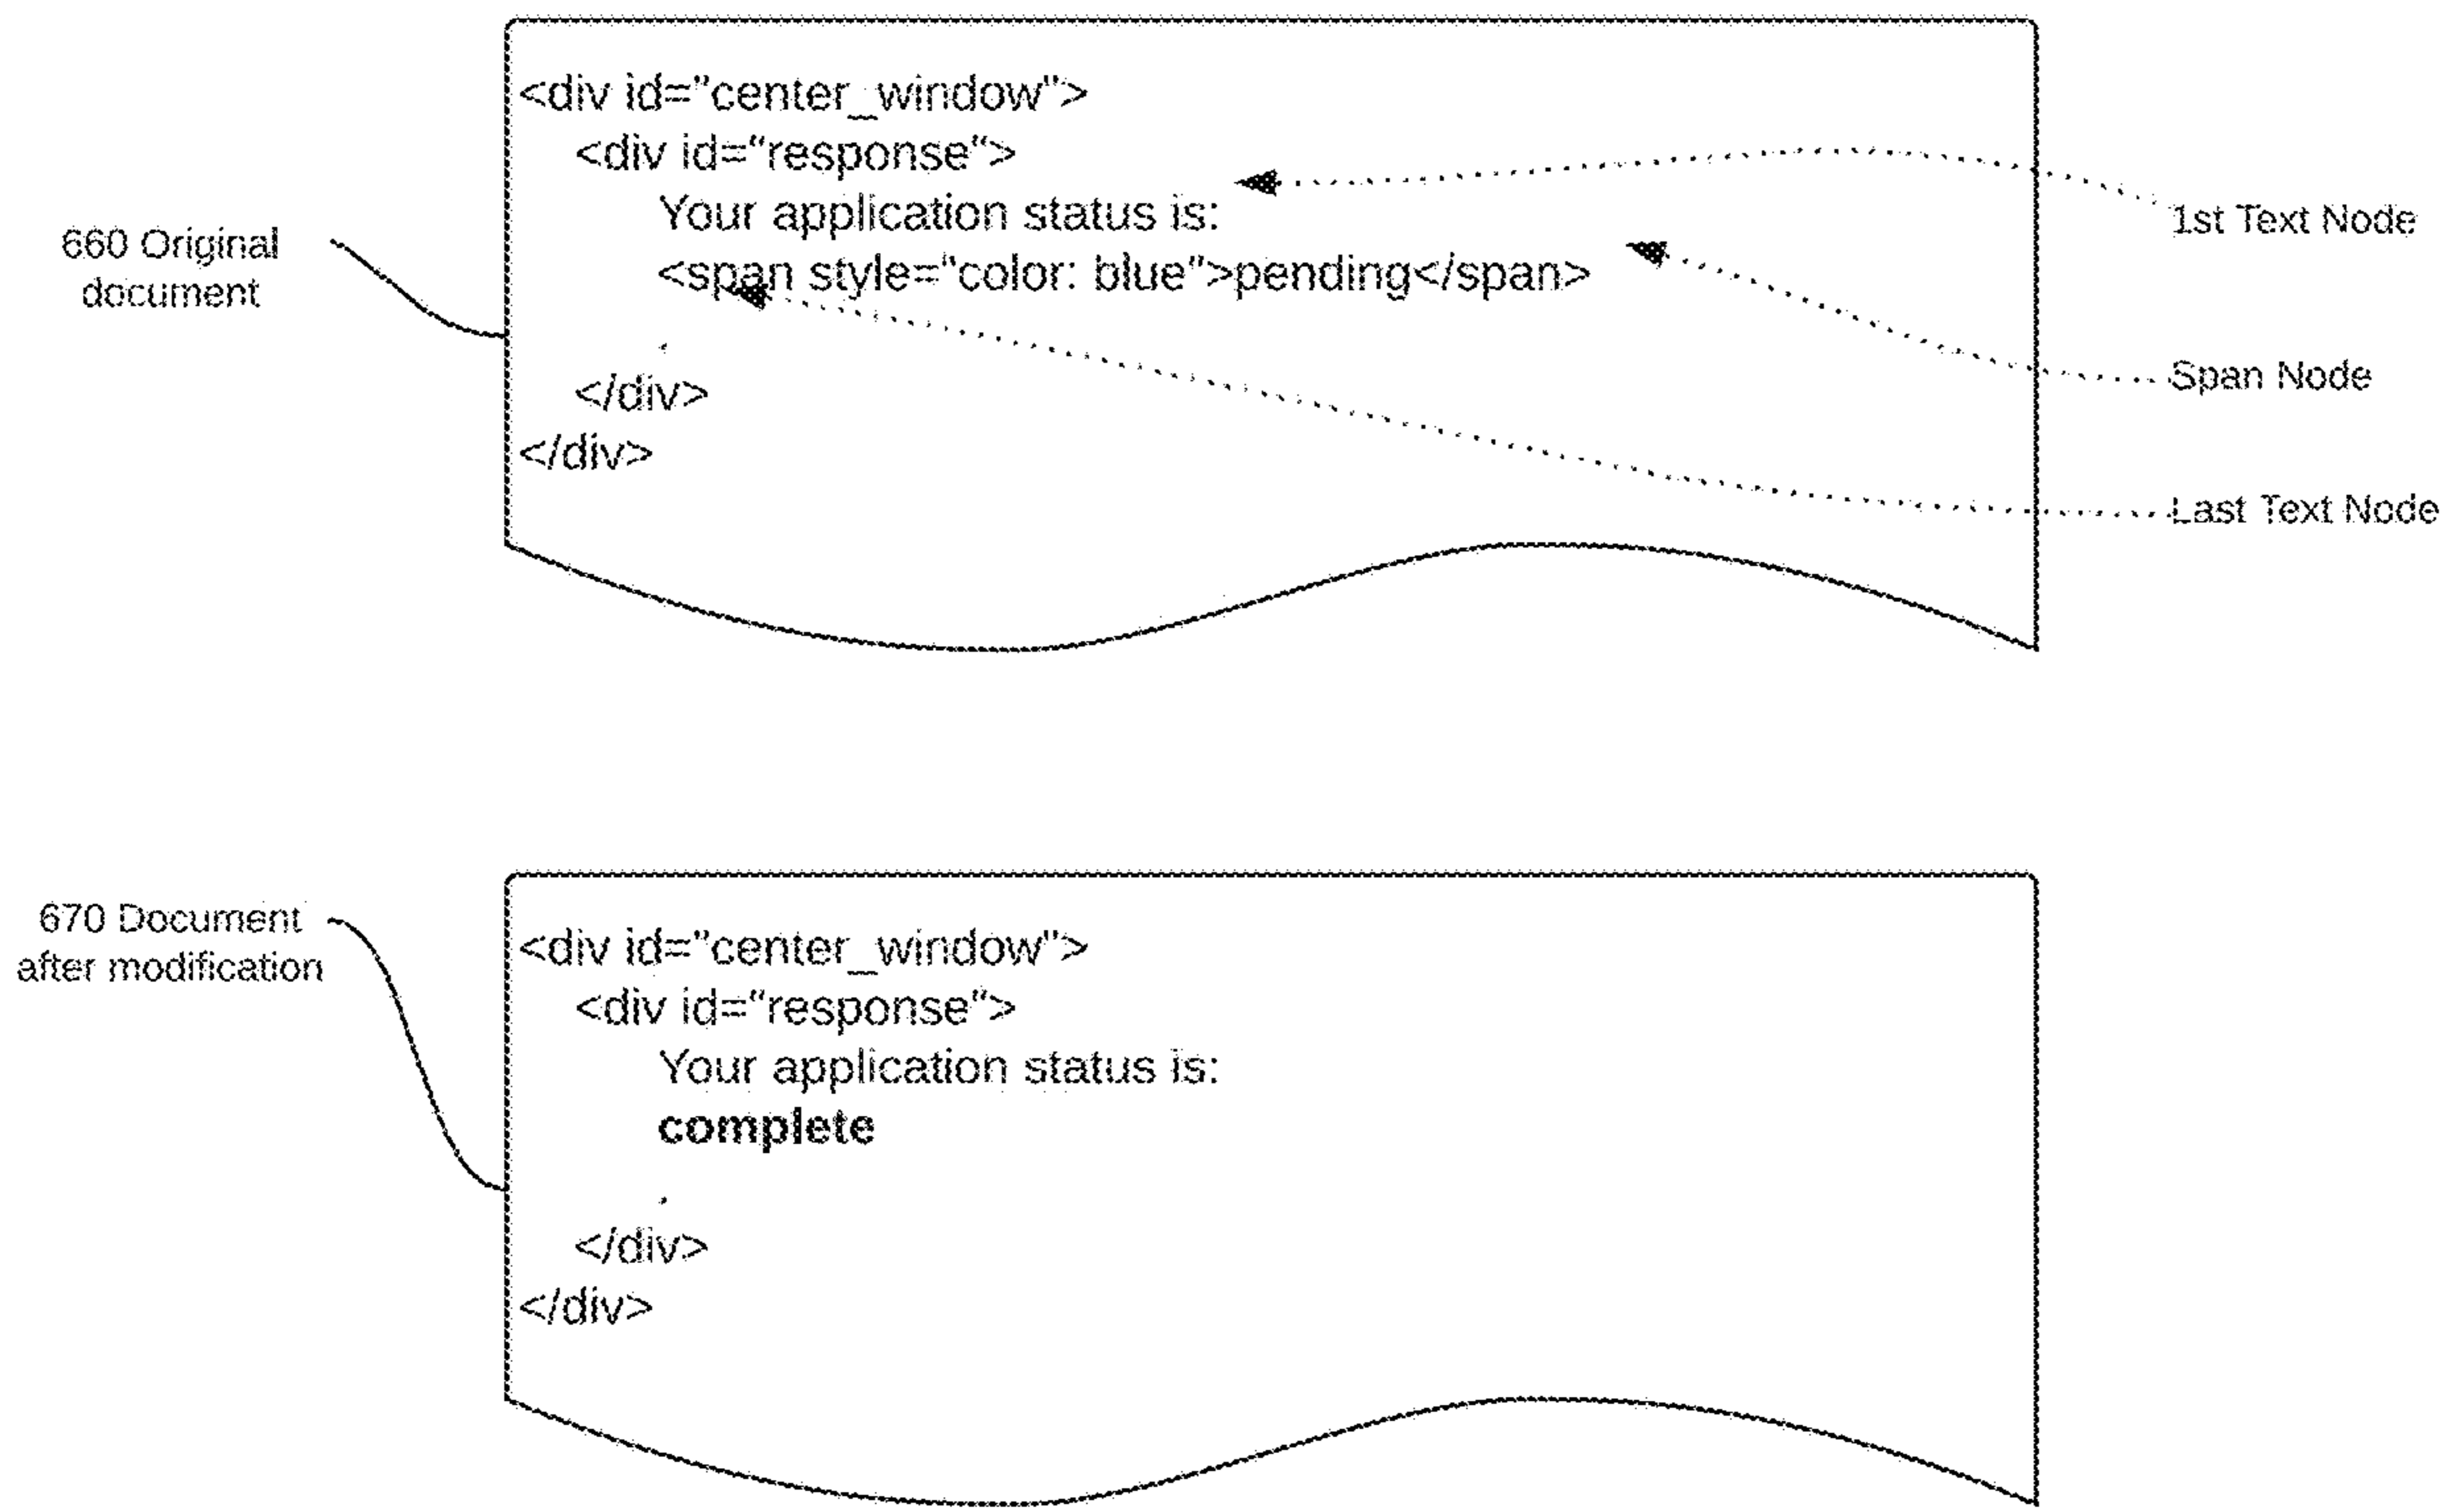 <div id="center_window">
<div id="response">
Your application status is:
<span style="color: blue">pending</span>
.
</div>
</div>
660 Original
document
1st Text Node
Span Node
Last Text Node
670 Document
after modification
<div id="center_window">
<div id="response">
Your application status is:
complete
.
</div>
</div>